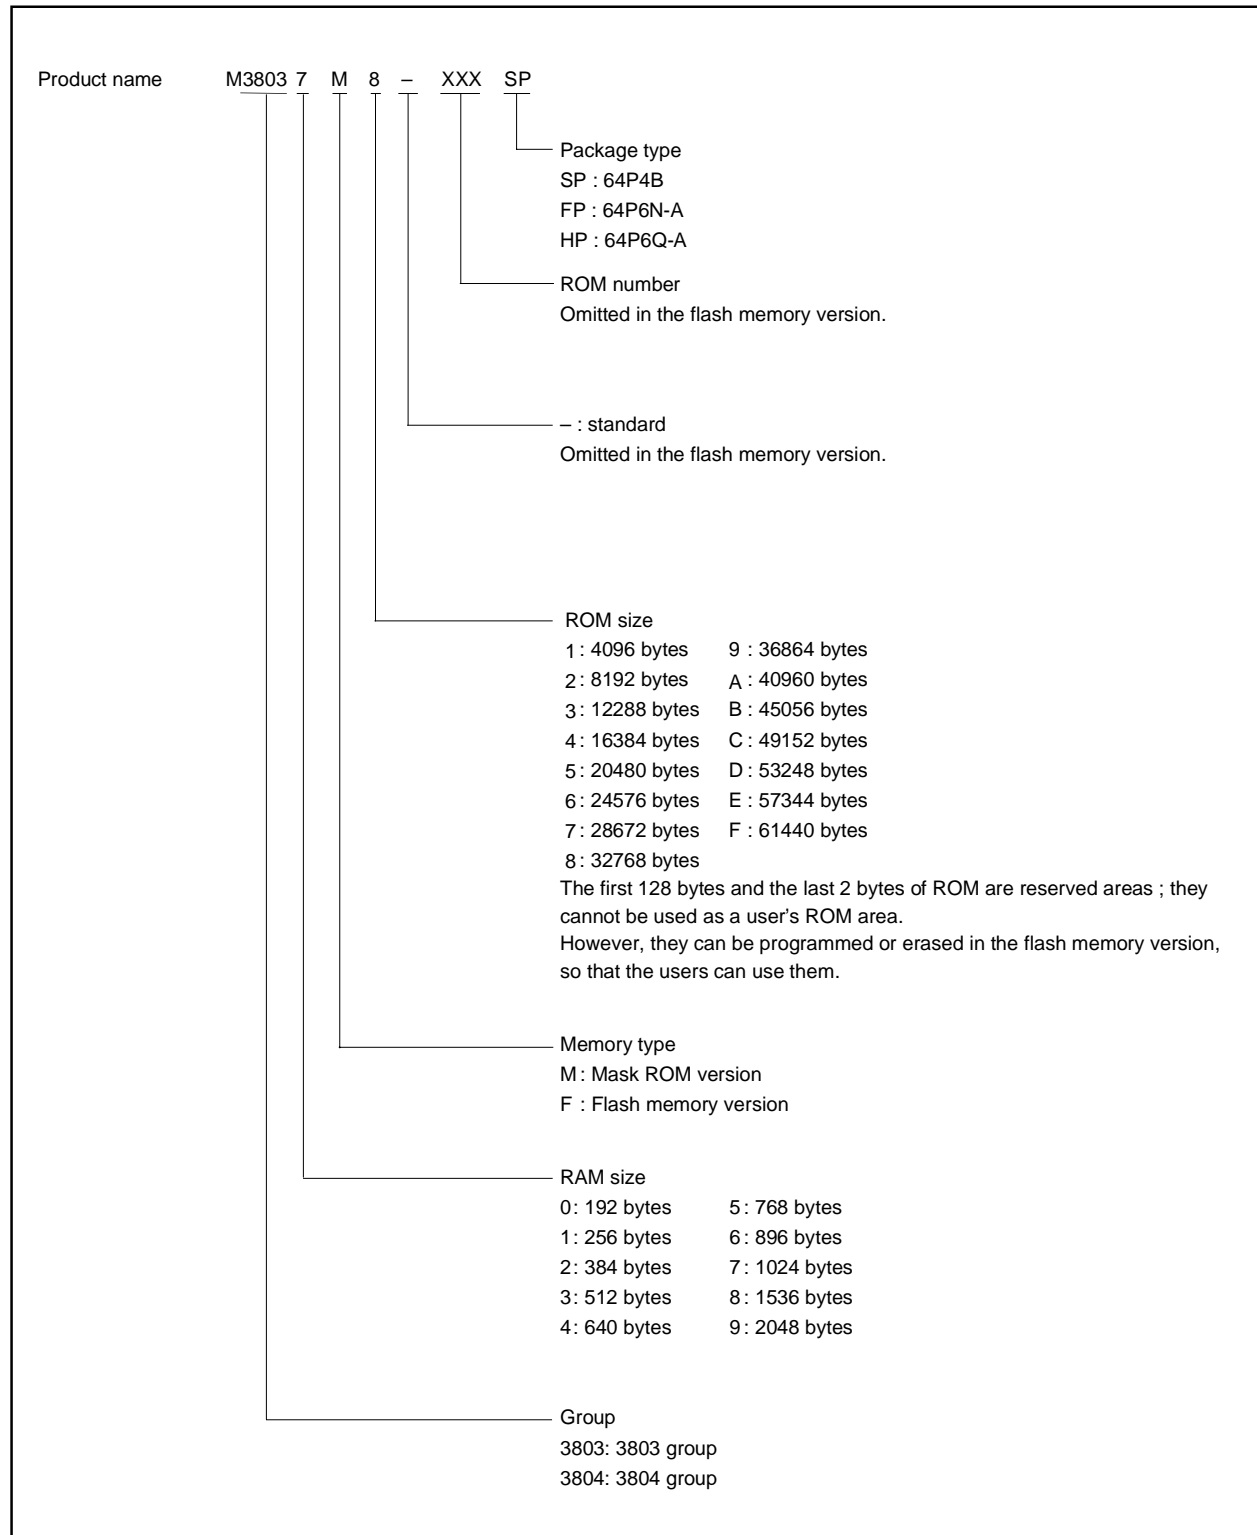 Product name M3803 7 M 8 – XXX SP
Package type
SP : 64P4B
FP : 64P6N-A
HP : 64P6Q-A
ROM number
Omitted in the flash memory version.
– : standard
Omitted in the flash memory version.
ROM size
1 : 4096 bytes 9 : 36864 bytes
2 : 8192 bytes A : 40960 bytes
3 : 12288 bytes B : 45056 bytes
4 : 16384 bytes C : 49152 bytes
5 : 20480 bytes D : 53248 bytes
6 : 24576 bytes E : 57344 bytes
7 : 28672 bytes F : 61440 bytes
8 : 32768 bytes
The first 128 bytes and the last 2 bytes of ROM are reserved areas ; they
cannot be used as a user’s ROM area.
However, they can be programmed or erased in the flash memory version,
so that the users can use them.
Memory type
M : Mask ROM version
F : Flash memory version
RAM size
0 : 192 bytes 5 : 768 bytes
1 : 256 bytes 6 : 896 bytes
2 : 384 bytes 7 : 1024 bytes
3 : 512 bytes 8 : 1536 bytes
4 : 640 bytes 9 : 2048 bytes
Group
3803: 3803 group
3804: 3804 group